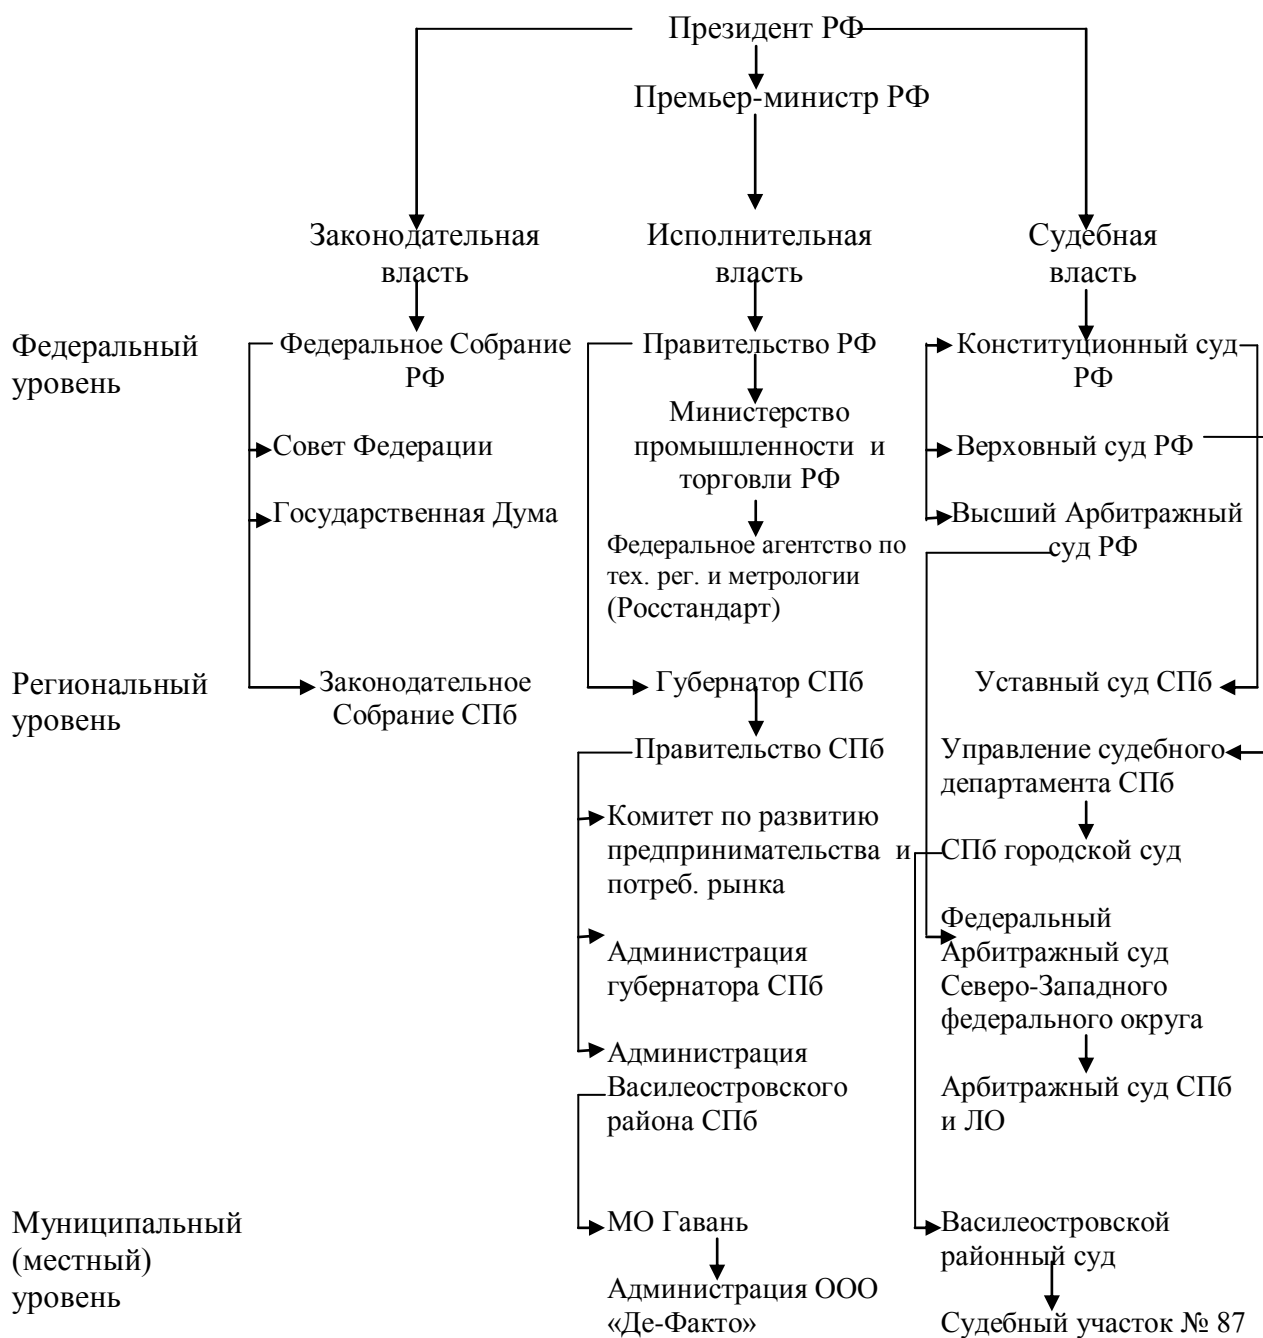 Президент РФ
Премьер-министр РФ
Законодательная
власть
Исполнительная
власть
Судебная
власть
Федеральный
уровень
Федеральное Собрание
РФ
Совет Федерации
Государственная Дума
Правительство РФ
Министерство
промышленности и
торговли РФ
Федеральное агентство по
тех. рег. и метрологии
(Росстандарт)
Конституционный суд
РФ
Верховный суд РФ
Высший Арбитражный
суд РФ
Региональный
уровень
Законодательное
Собрание СПб
Губернатор СПб
Правительство СПб
Комитет по развитию
предпринимательства и
потреб. рынка
Администрация
губернатора СПб
Администрация
Василеостровского
района СПб
Уставный суд СПб
Управление судебного
департамента СПб
СПб городской суд
Федеральный
Арбитражный суд
Северо-Западного
федерального округа
Арбитражный суд СПб
и ЛО
Муниципальный
(местный)
уровень
МО Гавань
Администрация ООО
«Де-Факто»
Василеостровской
районный суд
Судебный участок № 87